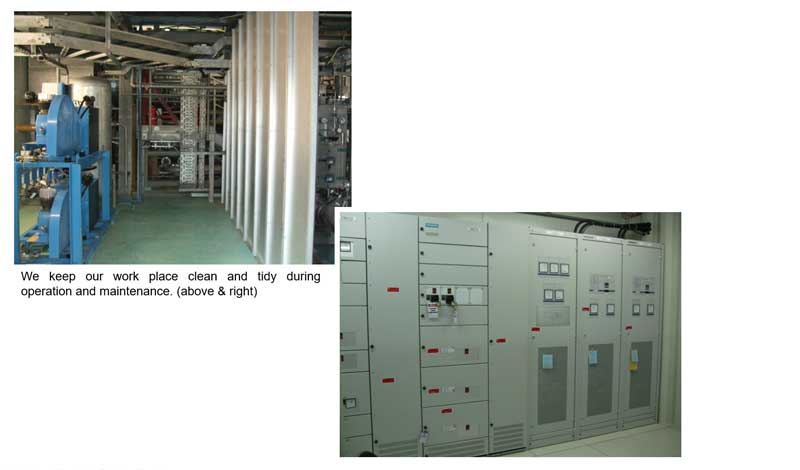 We keep our work place clean and tidy during
operation and maintenance. (above & right)